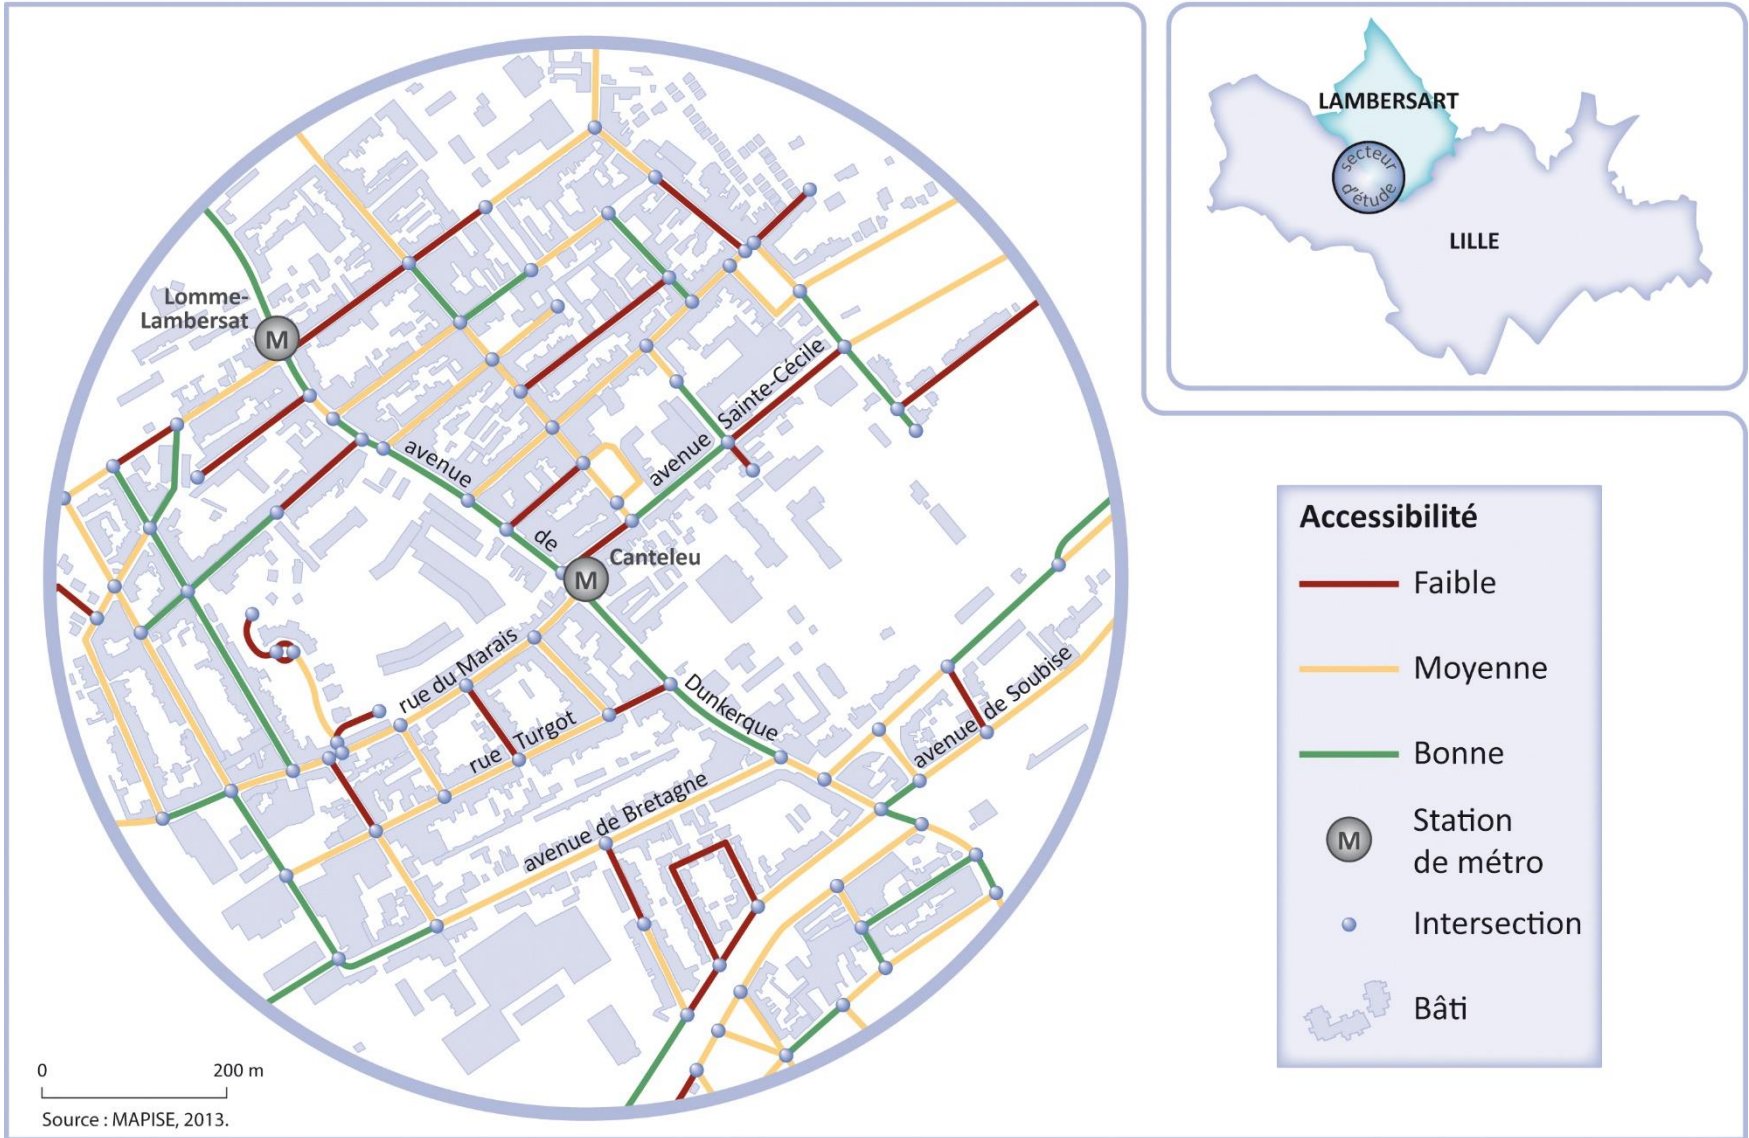 Lomme-
Lambersat
M
avenue
avenue
Sainte-Cécile
de
Canteleu
M
rue du Marais
rue
Turgot
Dunkerque
avenue
de Soubise
avenue de Bretagne
0
200 m
Source : MAPISE, 2013.
LAMBERSART
secteur
d'étude
LILLE
Accessibilité
Faible
Moyenne
Bonne
M
Station
de métro
Intersection
Bâti